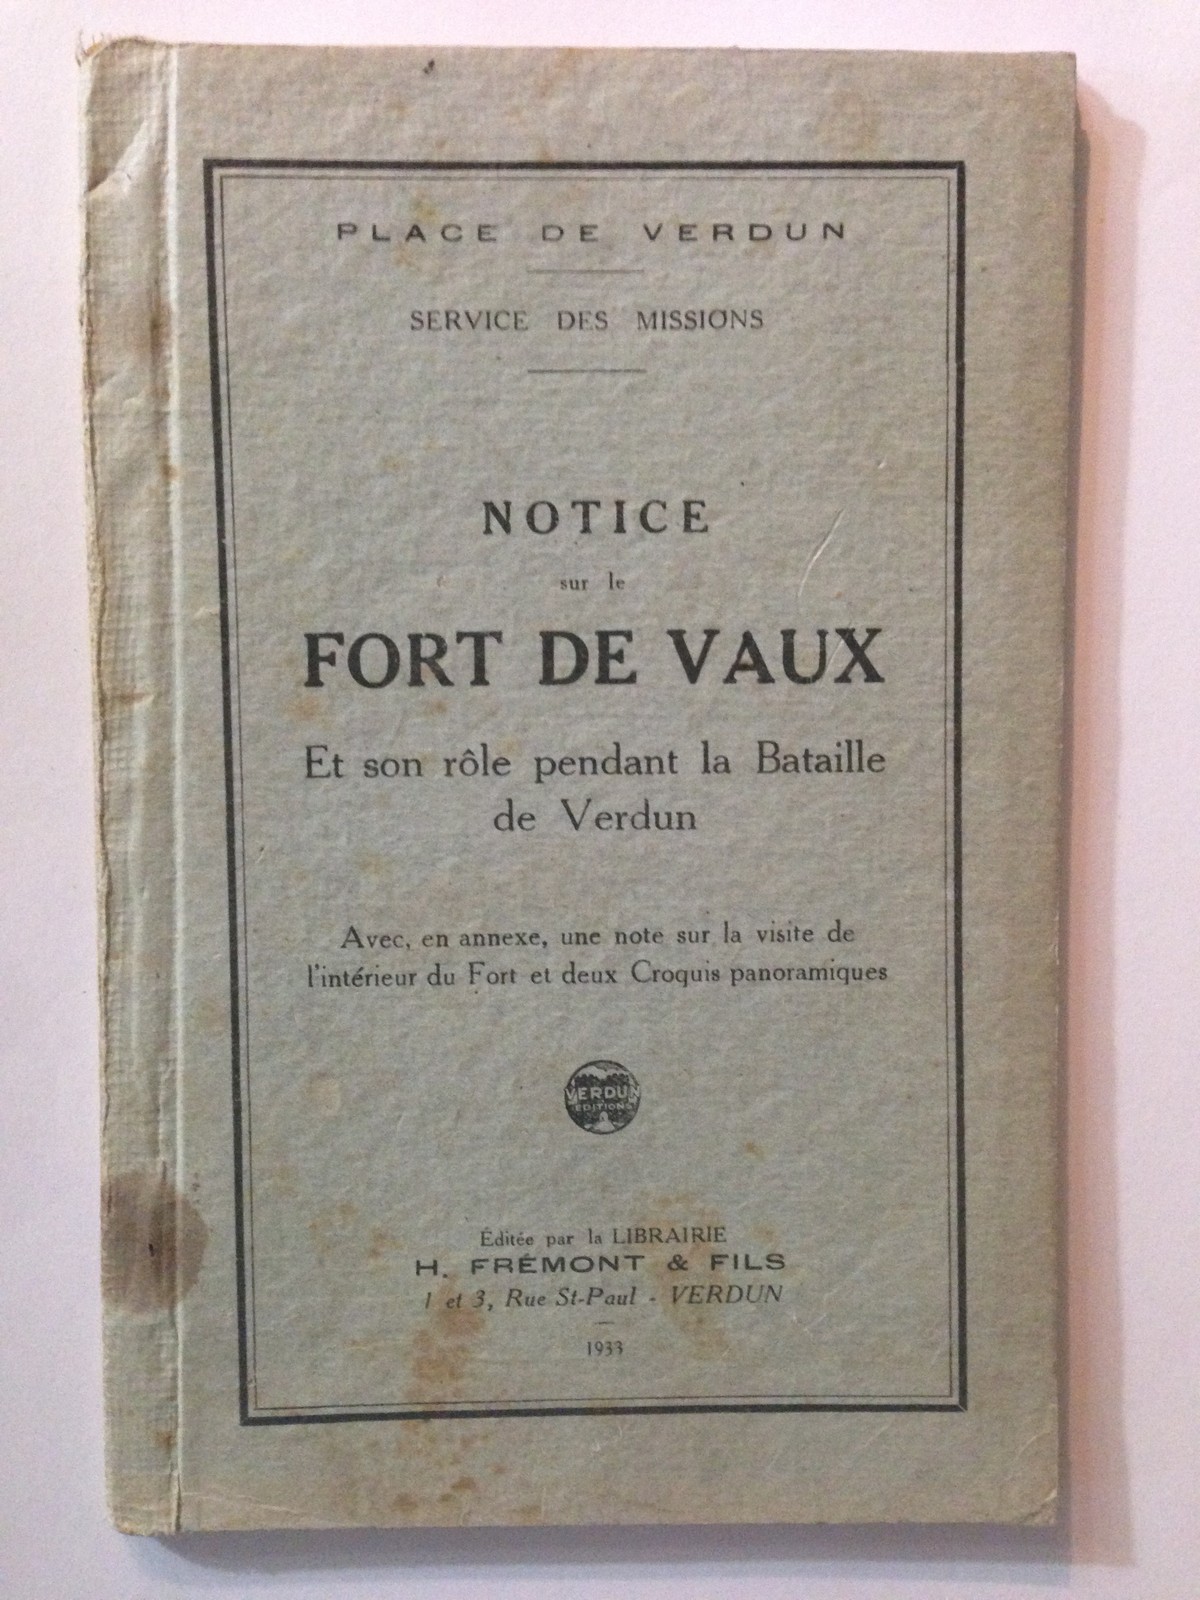 PLACE DE VERDUN
SERVICE DES MISSIONS
NOTICE
sur le
FORT DE VAUX
Et son rôle pendant la Bataille
de Verdun
Avec, en annexe, une note sur la visite de
l'intérieur du Fort et deux Croquis panoramiques
VERDUN
EDITIONS
Éditée par la LIBRAIRIE
H. FRÉMONT & FILS
1 et 3, Rue St-Paul - VERDUN
1933